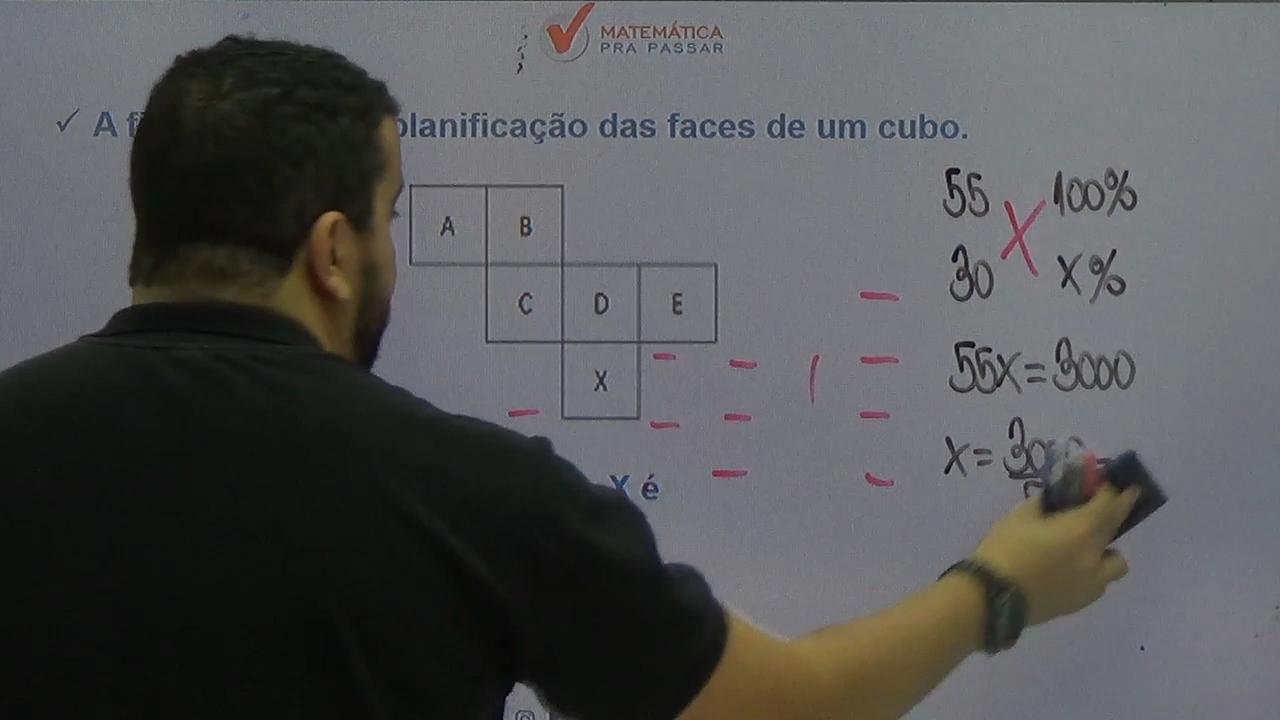 MATEMÁTICA
PRA PASSAR
✓ A planificação das faces de um cubo.
A B
C D E
X
X é
55 100%
30 X%
55X=3000
X=